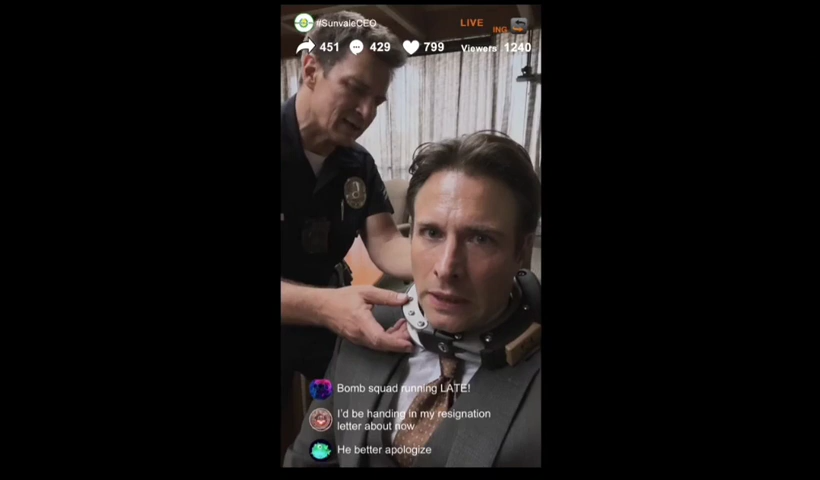 #SunvaleCEO
LIVE
ING
451 429 799 Viewers 1240
Bomb squad running LATE!
I'd be handing in my resignation
letter about now
He better apologize